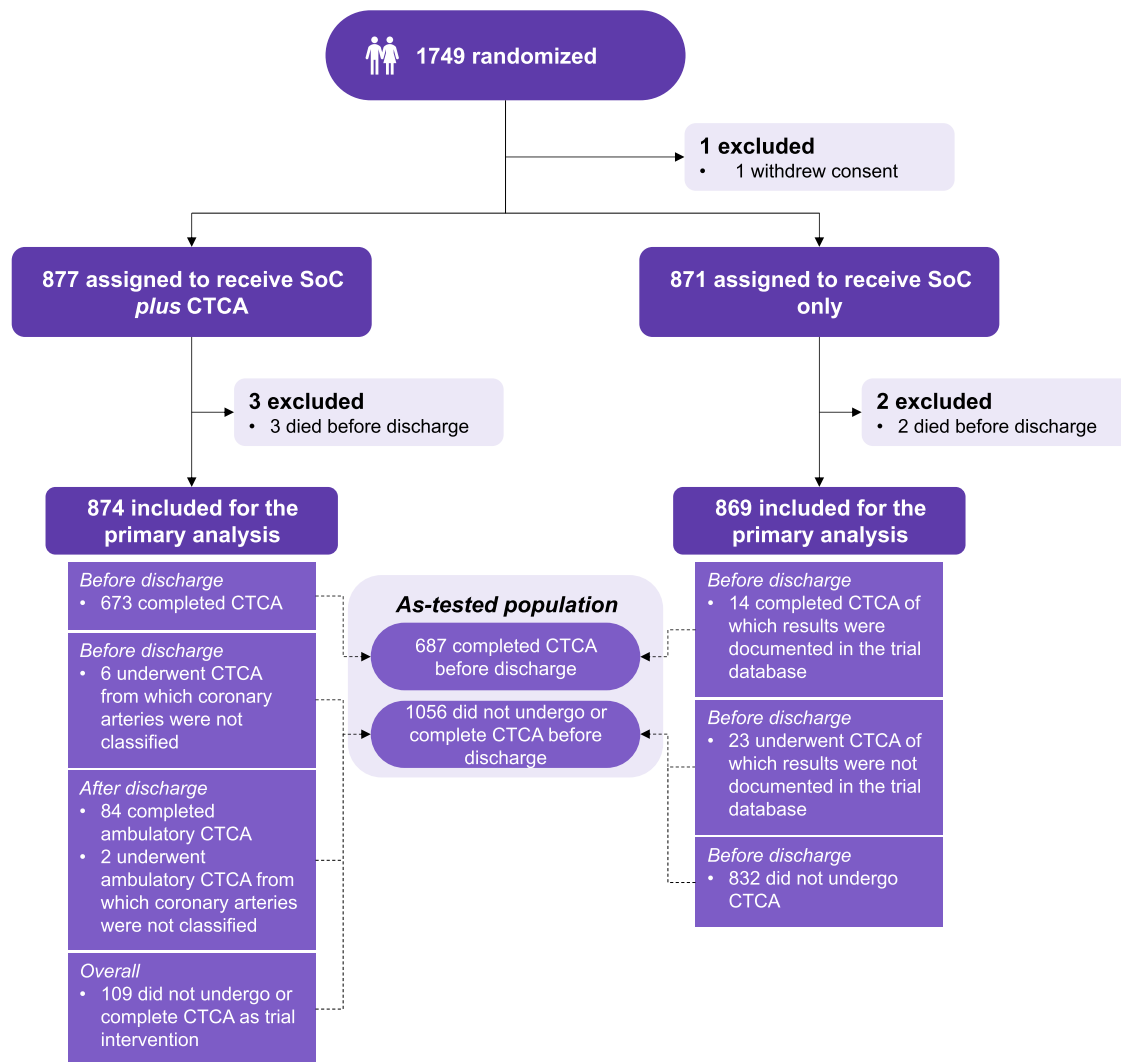 1749 randomized
1 excluded
• 1 withdrew consent
877 assigned to receive SoC
plus CTCA
871 assigned to receive SoC
only
3 excluded
• 3 died before discharge
2 excluded
• 2 died before discharge
874 included for the
primary analysis
869 included for the
primary analysis
Before discharge
• 673 completed CTCA
Before discharge
• 6 underwent CTCA
from which coronary
arteries were not
classified
After discharge
• 84 completed
ambulatory CTCA
• 2 underwent
ambulatory CTCA from
which coronary arteries
were not classified
Overall
• 109 did not undergo or
complete CTCA as trial
intervention
As-tested population
687 completed CTCA
before discharge
1056 did not undergo or
complete CTCA before
discharge
Before discharge
• 14 completed CTCA of
which results were
documented in the trial
database
Before discharge
• 23 underwent CTCA of
which results were not
documented in the trial
database
Before discharge
• 832 did not undergo
CTCA